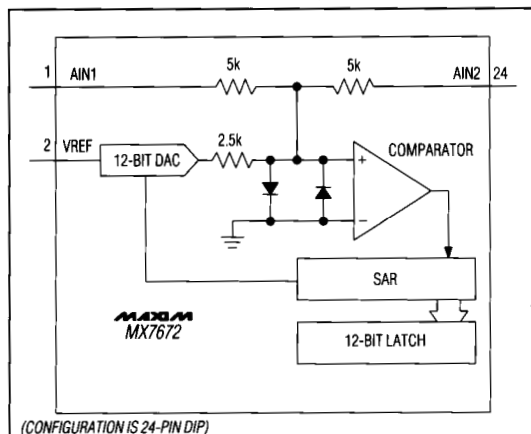 1 AIN1 5k 5k AIN2 24
2 VREF 12-BIT DAC 2.5k COMPARATOR
+
−
SAR
MAXIM
MX7672
12-BIT LATCH
(CONFIGURATION IS 24-PIN DIP)